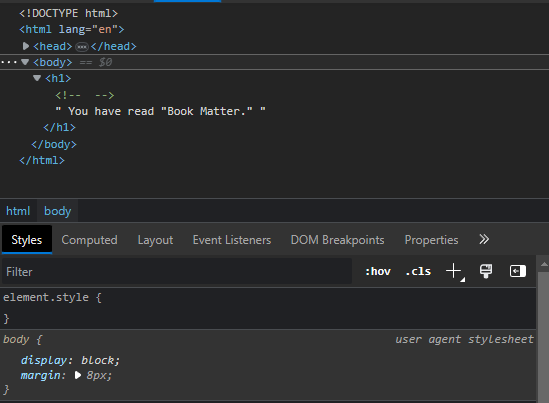 <!DOCTYPE html>
<html lang="en">
<head> ⋯ </head>
⋯ <body> == $0
<h1>
<!-- -->
" You have read "Book Matter." "
</h1>
</body>
</html>
html body
Styles Computed Layout Event Listeners DOM Breakpoints Properties
Filter :hov .cls
element.style {
}
body { user agent stylesheet
display: block;
margin: 8px;
}